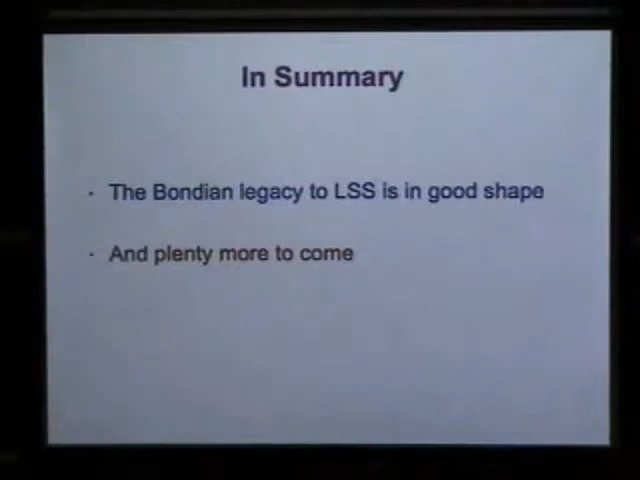 In Summary
· The Bondian legacy to LSS is in good shape
· And plenty more to come